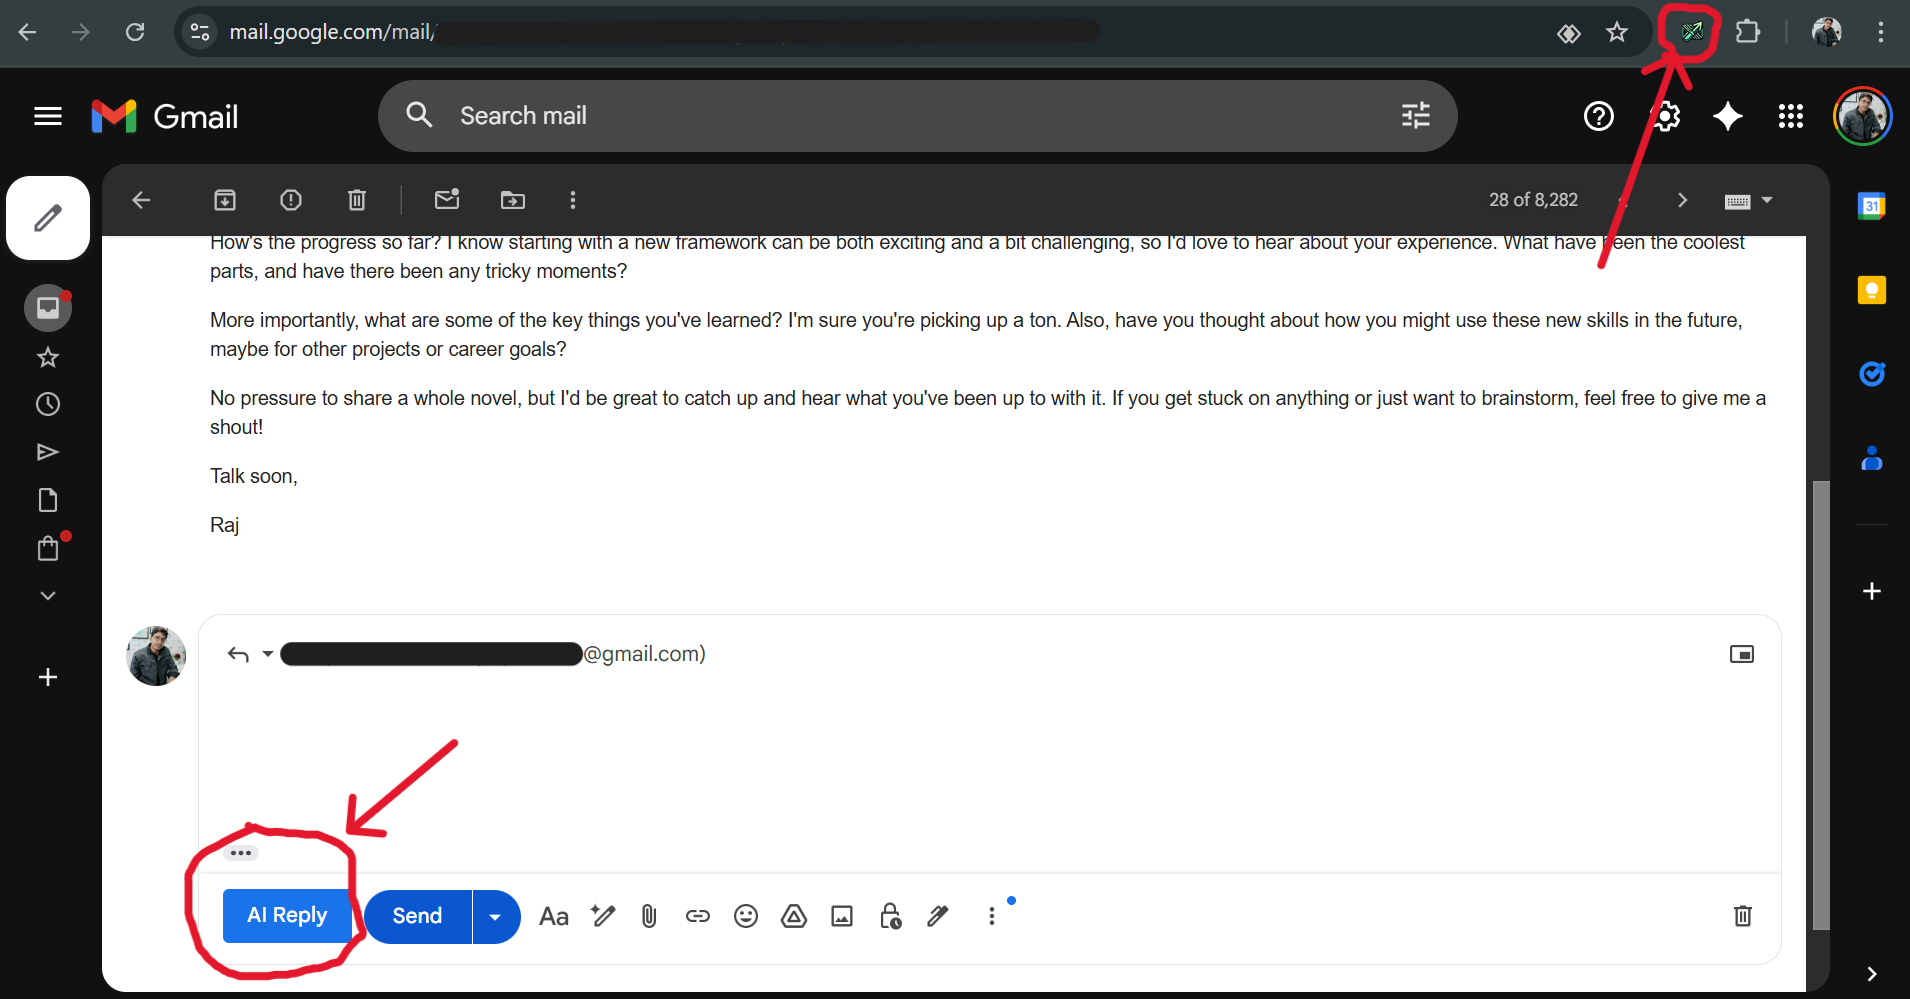 mail.google.com/mail/
Gmail
Search mail
28 of 8,282
31
How's the progress so far? I know starting with a new framework can be both exciting and a bit challenging, so I'd love to hear about your experience. What have been the coolest
parts, and have there been any tricky moments?
More importantly, what are some of the key things you've learned? I'm sure you're picking up a ton. Also, have you thought about how you might use these new skills in the future,
maybe for other projects or career goals?
No pressure to share a whole novel, but I'd be great to catch up and hear what you've been up to with it. If you get stuck on anything or just want to brainstorm, feel free to give me a
shout!
Talk soon,
Raj
@gmail.com)
AI Reply
Send
Aa